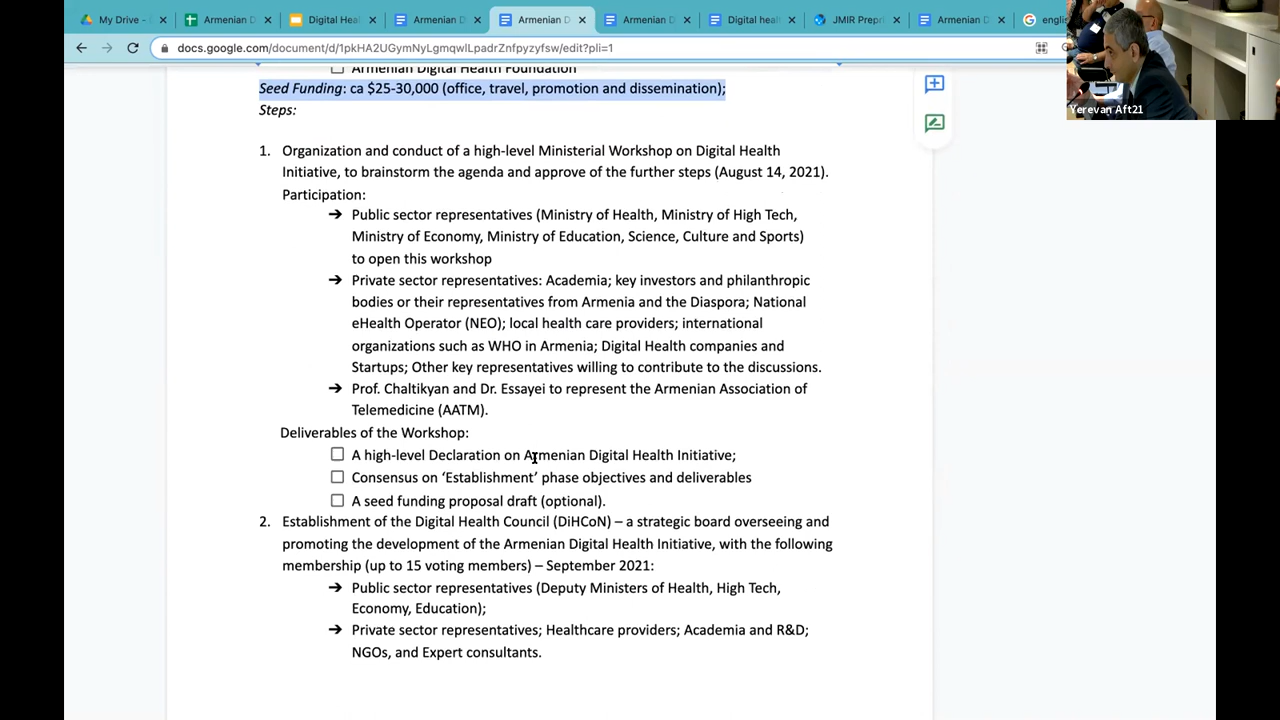 My Drive -
Armenian D
Digital Hea
Armenian D
Armenian D
Armenian D
Digital heal
JMIR Prepr
Armenian D
english
docs.google.com/document/d/1pkHA2UGymNyLgmqwlLpadrZnfpyzyfsw/edit?pli=1
Yerevan Aft21
Armenian Digital Health Foundation
Seed Funding: ca $25-30,000 (office, travel, promotion and dissemination);
Steps:
1. Organization and conduct of a high-level Ministerial Workshop on Digital Health
Initiative, to brainstorm the agenda and approve of the further steps (August 14, 2021).
Participation:
➔ Public sector representatives (Ministry of Health, Ministry of High Tech,
Ministry of Economy, Ministry of Education, Science, Culture and Sports)
to open this workshop
➔ Private sector representatives: Academia; key investors and philanthropic
bodies or their representatives from Armenia and the Diaspora; National
eHealth Operator (NEO); local health care providers; international
organizations such as WHO in Armenia; Digital Health companies and
Startups; Other key representatives willing to contribute to the discussions.
➔ Prof. Chaltikyan and Dr. Essayei to represent the Armenian Association of
Telemedicine (AATM).
Deliverables of the Workshop:
☐ A high-level Declaration on Armenian Digital Health Initiative;
☐ Consensus on ‘Establishment’ phase objectives and deliverables
☐ A seed funding proposal draft (optional).
2. Establishment of the Digital Health Council (DiHCoN) – a strategic board overseeing and
promoting the development of the Armenian Digital Health Initiative, with the following
membership (up to 15 voting members) – September 2021:
➔ Public sector representatives (Deputy Ministers of Health, High Tech,
Economy, Education);
➔ Private sector representatives; Healthcare providers; Academia and R&D;
NGOs, and Expert consultants.